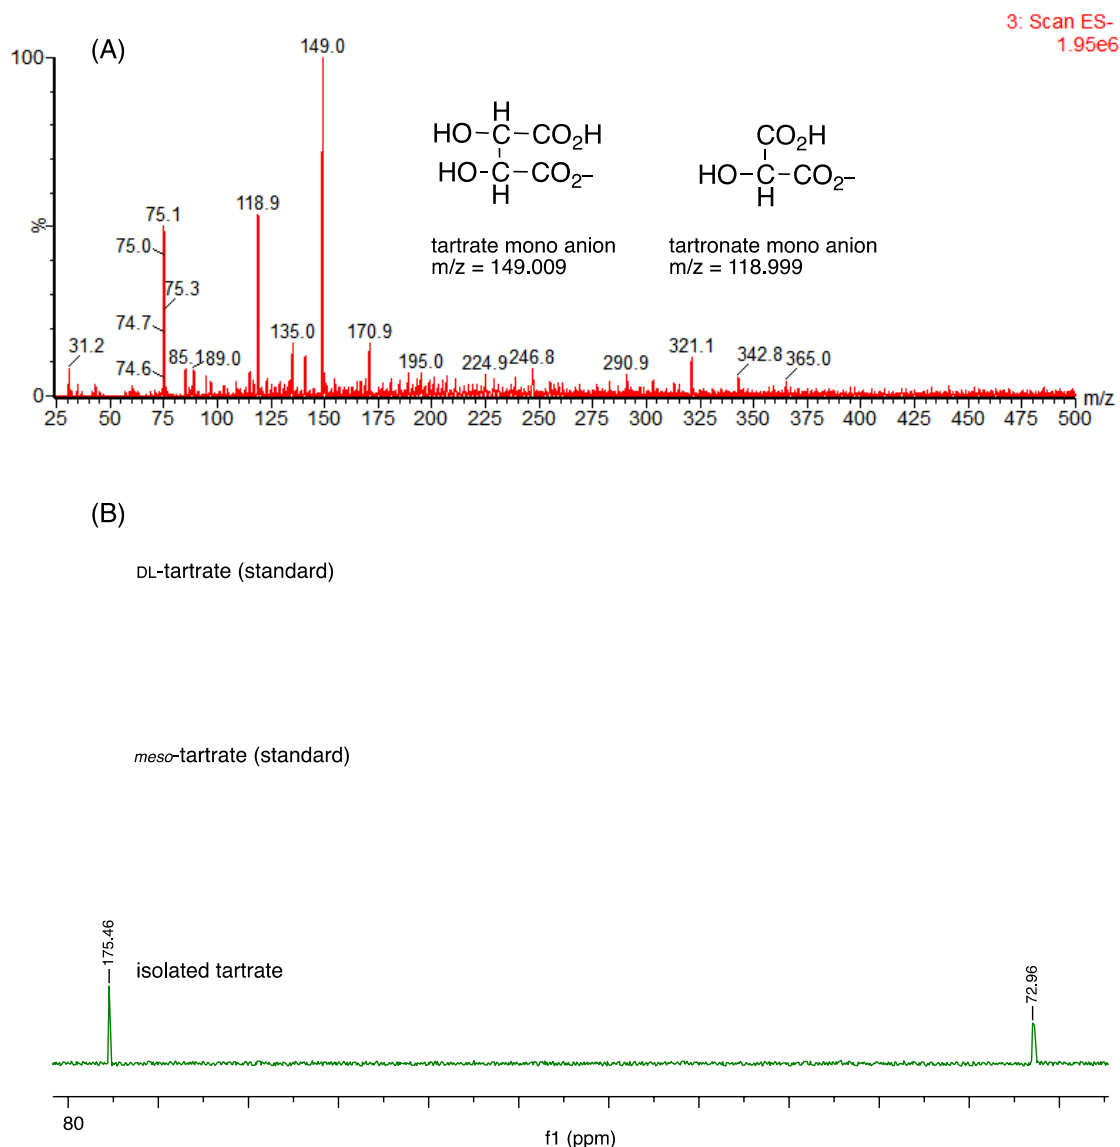 3: Scan ES-
1.95e6
(A)
100
%
0
149.0
118.9
75.1
75.0
75.3
74.7
74.6
31.2
85.1
89.0
135.0
170.9
195.0
224.9
246.8
290.9
321.1
342.8
365.0
H
HO-C-CO2H
HO-C-CO2–
H
tartrate mono anion
m/z = 149.009
CO2H
HO-C-CO2–
H
tartronate mono anion
m/z = 118.999
25 50 75 100 125 150 175 200 225 250 275 300 325 350 375 400 425 450 475 500 m/z
(B)
DL-tartrate (standard)
meso-tartrate (standard)
175.46
isolated tartrate
72.96
80
f1 (ppm)